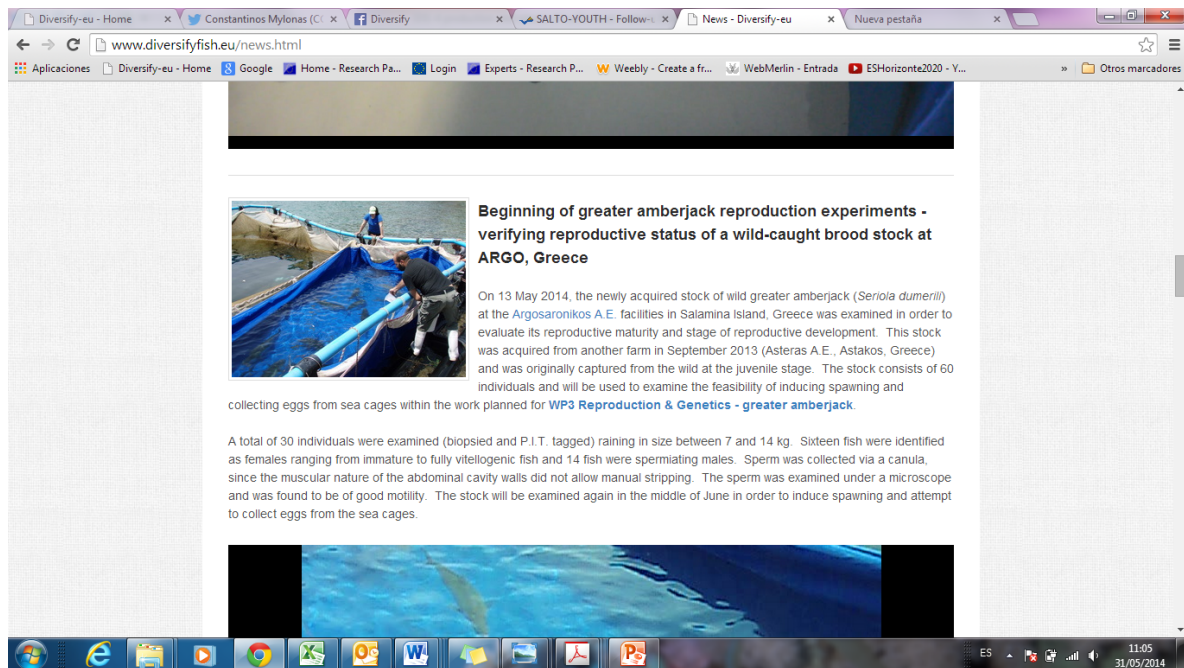 Diversify-eu - Home
Constantinos Mylonas (C
Diversify
SALTO-YOUTH - Follow-u
News - Diversify-eu
Nueva pestaña
www.diversifyfish.eu/news.html
Aplicaciones
Diversify-eu - Home
Google
Home - Research Pa...
Login
Experts - Research P...
Weebly - Create a fr...
WebMerlin - Entrada
ESHorizonte2020 - Y...
»
Otros marcadores
Beginning of greater amberjack reproduction experiments -
verifying reproductive status of a wild-caught brood stock at
ARGO, Greece
On 13 May 2014, the newly acquired stock of wild greater amberjack (Seriola dumerili)
at the Argosaronikos A.E. facilities in Salamina Island, Greece was examined in order to
evaluate its reproductive maturity and stage of reproductive development. This stock
was acquired from another farm in September 2013 (Asteras A.E., Astakos, Greece)
and was originally captured from the wild at the juvenile stage. The stock consists of 60
individuals and will be used to examine the feasibility of inducing spawning and
collecting eggs from sea cages within the work planned for WP3 Reproduction & Genetics - greater amberjack.
A total of 30 individuals were examined (biopsied and P.I.T. tagged) raining in size between 7 and 14 kg. Sixteen fish were identified
as females ranging from immature to fully vitellogenic fish and 14 fish were spermiating males. Sperm was collected via a canula,
since the muscular nature of the abdominal cavity walls did not allow manual stripping. The sperm was examined under a microscope
and was found to be of good motility. The stock will be examined again in the middle of June in order to induce spawning and attempt
to collect eggs from the sea cages.
ES
11:05
31/05/2014